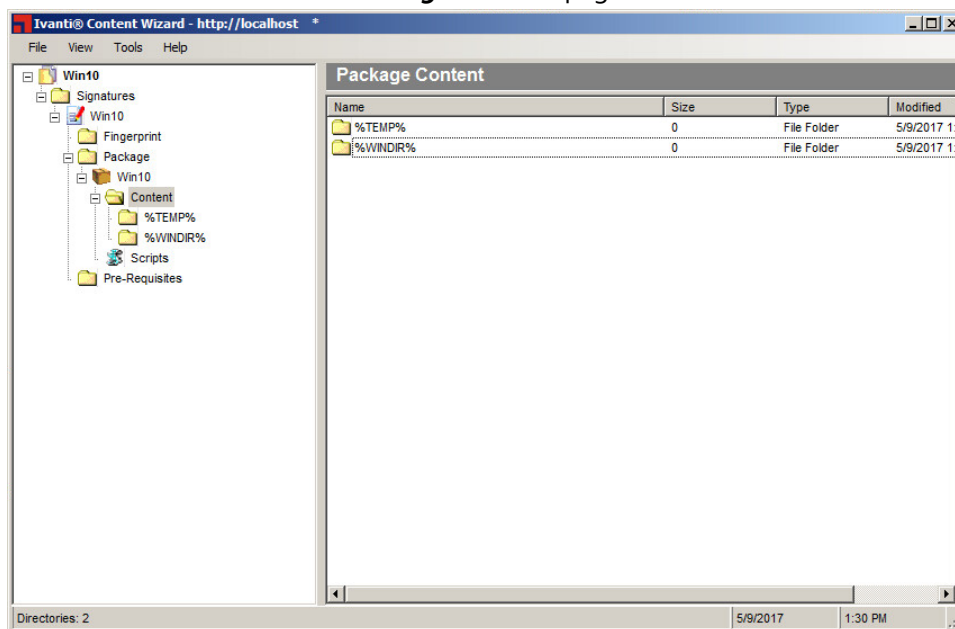 Ivanti® Content Wizard - http://localhost *
File View Tools Help
Win10
Signatures
Win10
Fingerprint
Package
Win10
Content
%TEMP%
%WINDIR%
Scripts
Pre-Requisites
Package Content
Name Size Type Modified
%TEMP% 0 File Folder 5/9/2017 1:
%WINDIR% 0 File Folder 5/9/2017 1:
Directories: 2 5/9/2017 1:30 PM